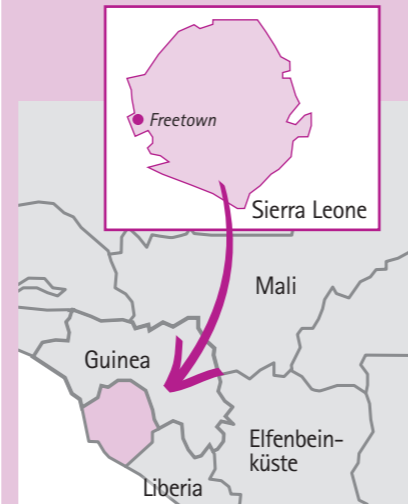 Freetown
Sierra Leone
Mali
Guinea
Elfenbein-
küste
Liberia